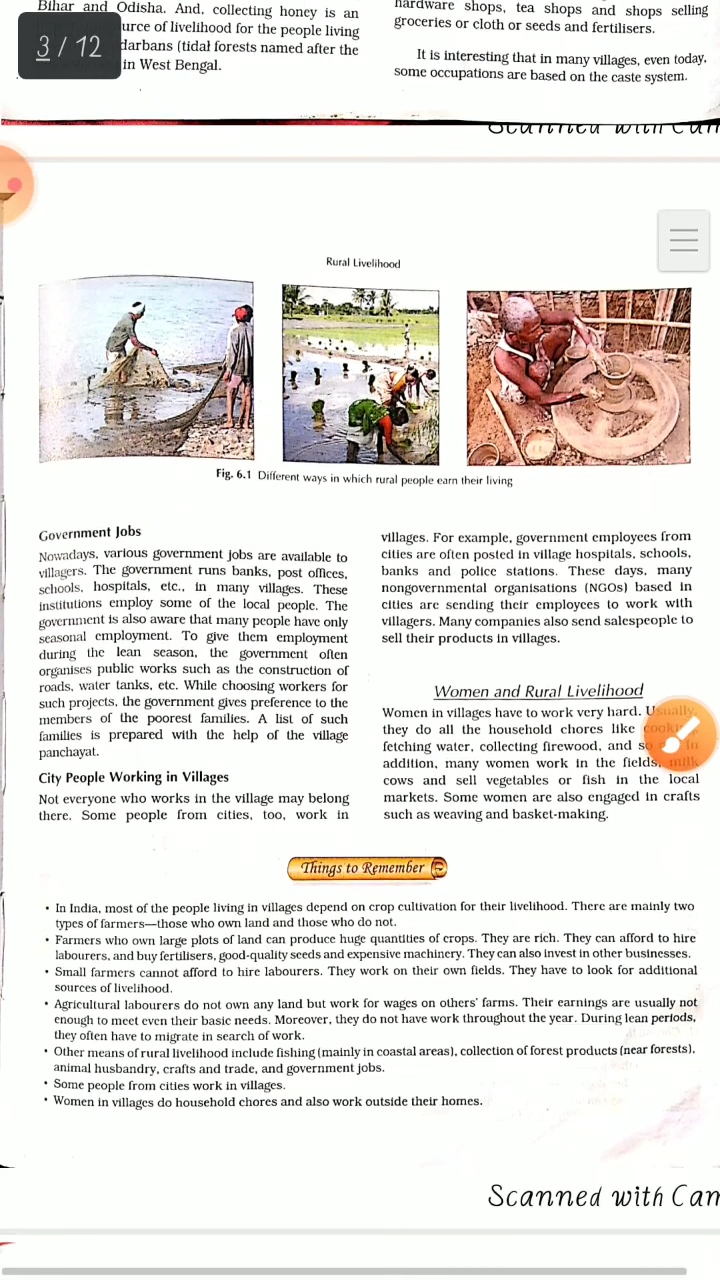 Bihar and Odisha. And, collecting honey is an
urce of livelihood for the people living
darbans (tidal forests named after the
in West Bengal.
3 / 12
hardware shops, tea shops and shops selling
groceries or cloth or seeds and fertilisers.
It is interesting that in many villages, even today,
some occupations are based on the caste system.
Scanned with Cam
Rural Livelihood
Fig. 6.1 Different ways in which rural people earn their living
Government Jobs
Nowadays, various government jobs are available to
villagers. The government runs banks, post offices,
schools, hospitals, etc., in many villages. These
institutions employ some of the local people. The
government is also aware that many people have only
seasonal employment. To give them employment
during the lean season, the government often
organises public works such as the construction of
roads, water tanks, etc. While choosing workers for
such projects, the government gives preference to the
members of the poorest families. A list of such
families is prepared with the help of the village
panchayat.
City People Working in Villages
Not everyone who works in the village may belong
there. Some people from cities, too, work in
villages. For example, government employees from
cities are often posted in village hospitals, schools,
banks and police stations. These days, many
nongovernmental organisations (NGOs) based in
cities are sending their employees to work with
villagers. Many companies also send salespeople to
sell their products in villages.
Women and Rural Livelihood
Women in villages have to work very hard. Usually,
they do all the household chores like
fetching water, collecting firewood, and so In
addition, many women work in the fields, milk
cows and sell vegetables or fish in the local
markets. Some women are also engaged in crafts
such as weaving and basket-making.
Things to Remember
• In India, most of the people living in villages depend on crop cultivation for their livelihood. There are mainly two
types of farmers—those who own land and those who do not.
• Farmers who own large plots of land can produce huge quantities of crops. They are rich. They can afford to hire
labourers, and buy fertilisers, good-quality seeds and expensive machinery. They can also invest in other businesses.
• Small farmers cannot afford to hire labourers. They work on their own fields. They have to look for additional
sources of livelihood.
• Agricultural labourers do not own any land but work for wages on others' farms. Their earnings are usually not
enough to meet even their basic needs. Moreover, they do not have work throughout the year. During lean periods,
they often have to migrate in search of work.
• Other means of rural livelihood include fishing (mainly in coastal areas), collection of forest products (near forests),
animal husbandry, crafts and trade, and government jobs.
• Some people from cities work in villages.
• Women in villages do household chores and also work outside their homes.
Scanned with Cam